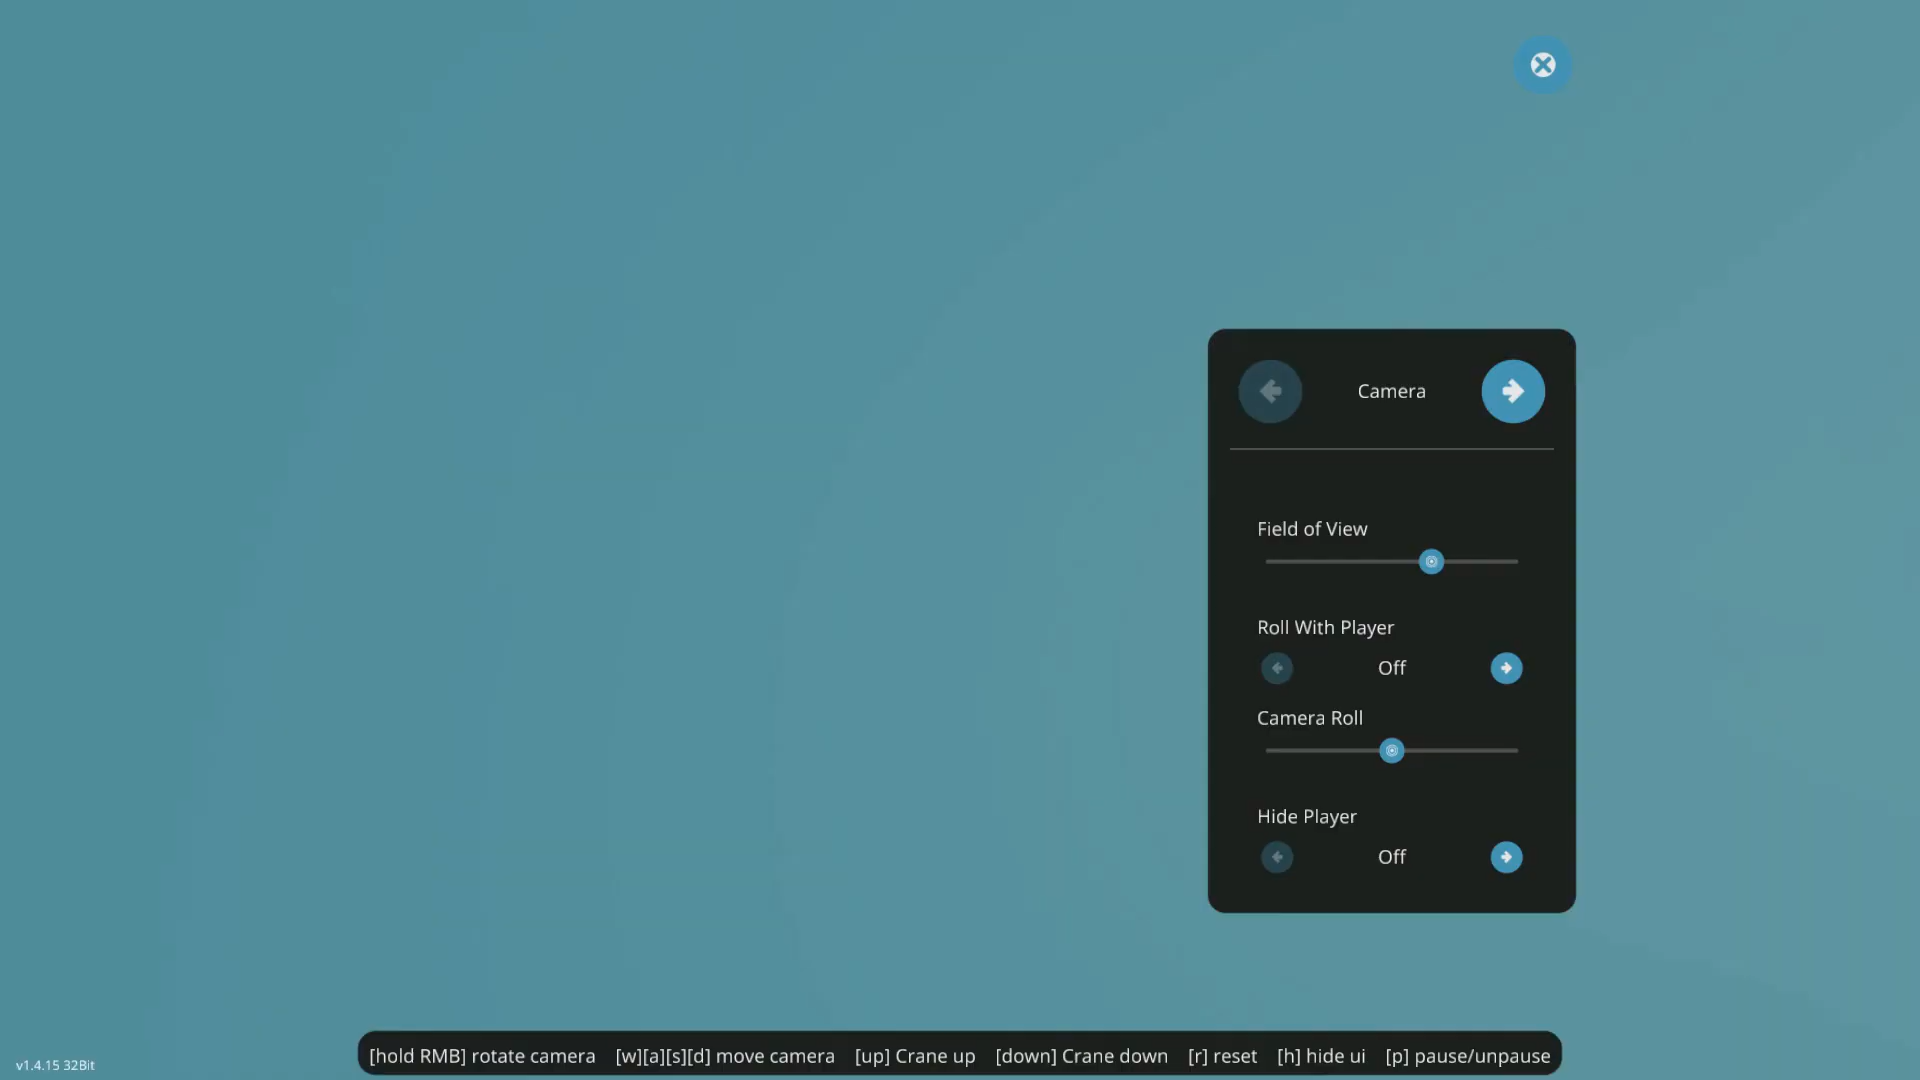 Camera
Field of View
Roll With Player
Off
Camera Roll
Hide Player
Off
[hold RMB] rotate camera [w][a][s][d] move camera [up] Crane up [down] Crane down [r] reset [h] hide ui [p] pause/unpause
v1.4.15 32Bit